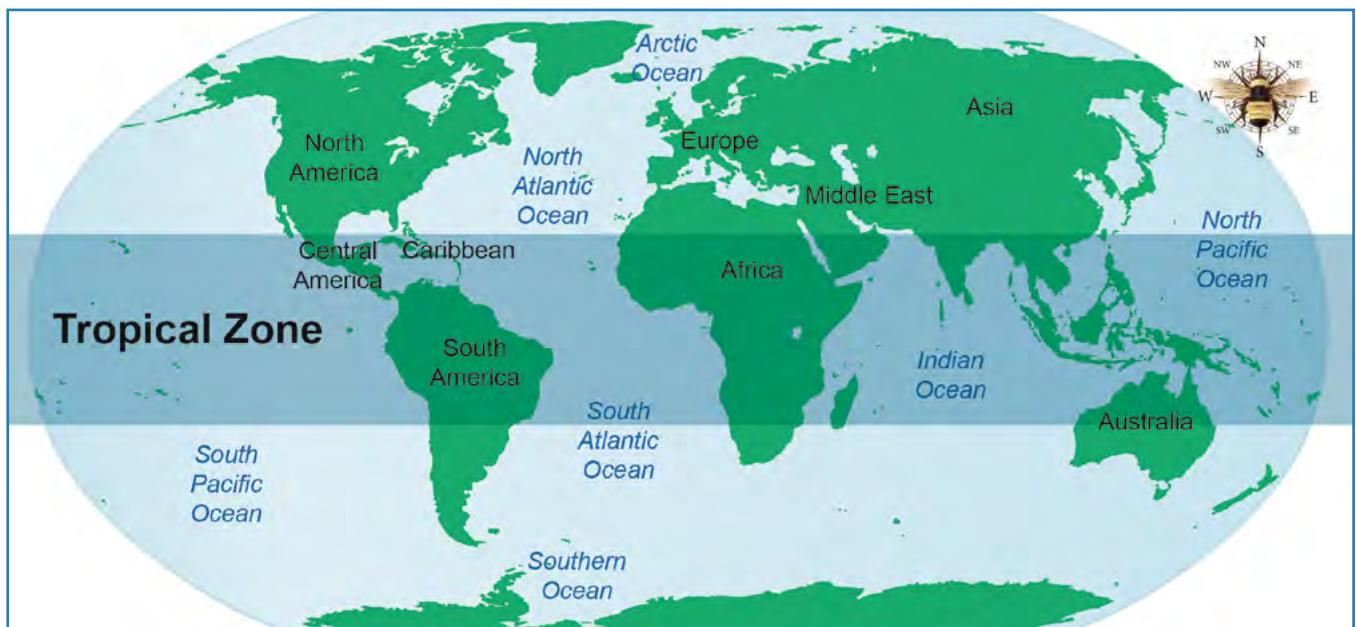 Arctic
Ocean
N
NW
NE
W
E
SW
SE
S
North
America
Europe
Asia
North
Atlantic
Ocean
Middle East
North
Pacific
Ocean
Central
America
Caribbean
Africa
Tropical Zone
South
America
Indian
Ocean
South
Atlantic
Ocean
Australia
South
Pacific
Ocean
Southern
Ocean